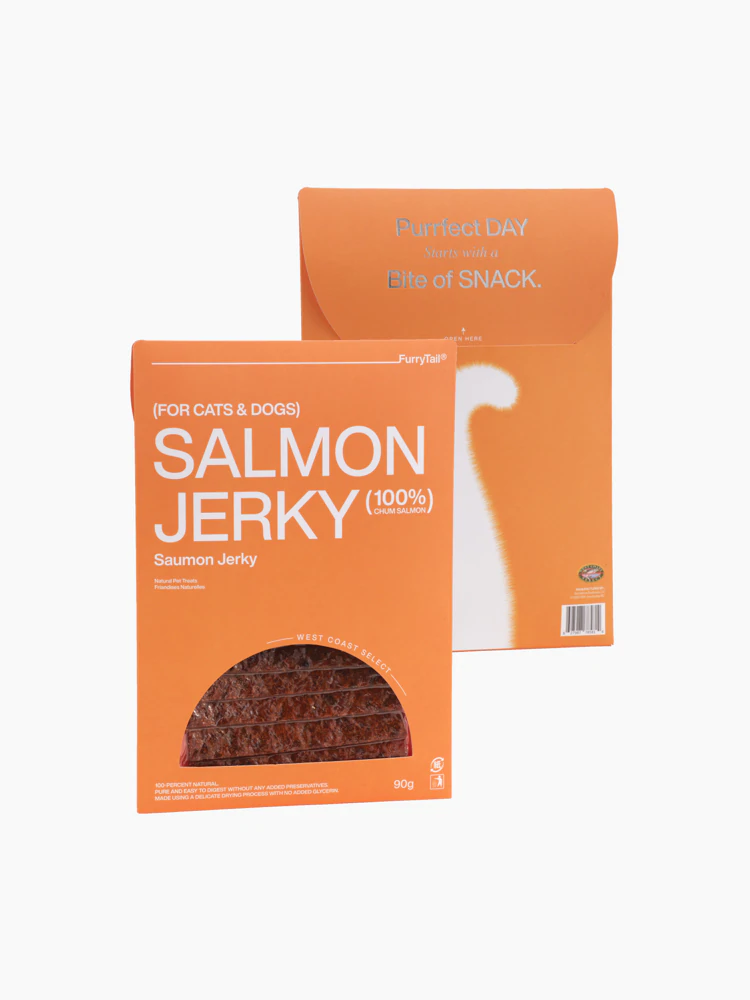 Purrfect DAY
Starts with a
Bite of SNACK.
OPEN HERE
FurryTail®
(FOR CATS & DOGS)
SALMON
JERKY (100%)
CHUM SALMON
Saumon Jerky
Natural Pet Treats
Friandises Naturelles
WEST COAST SELECT
100-PERCENT NATURAL.
PURE AND EASY TO DIGEST WITHOUT ANY ADDED PRESERVATIVES.
MADE USING A DELICATE DRYING PROCESS WITH NO ADDED GLYCERIN.
90g